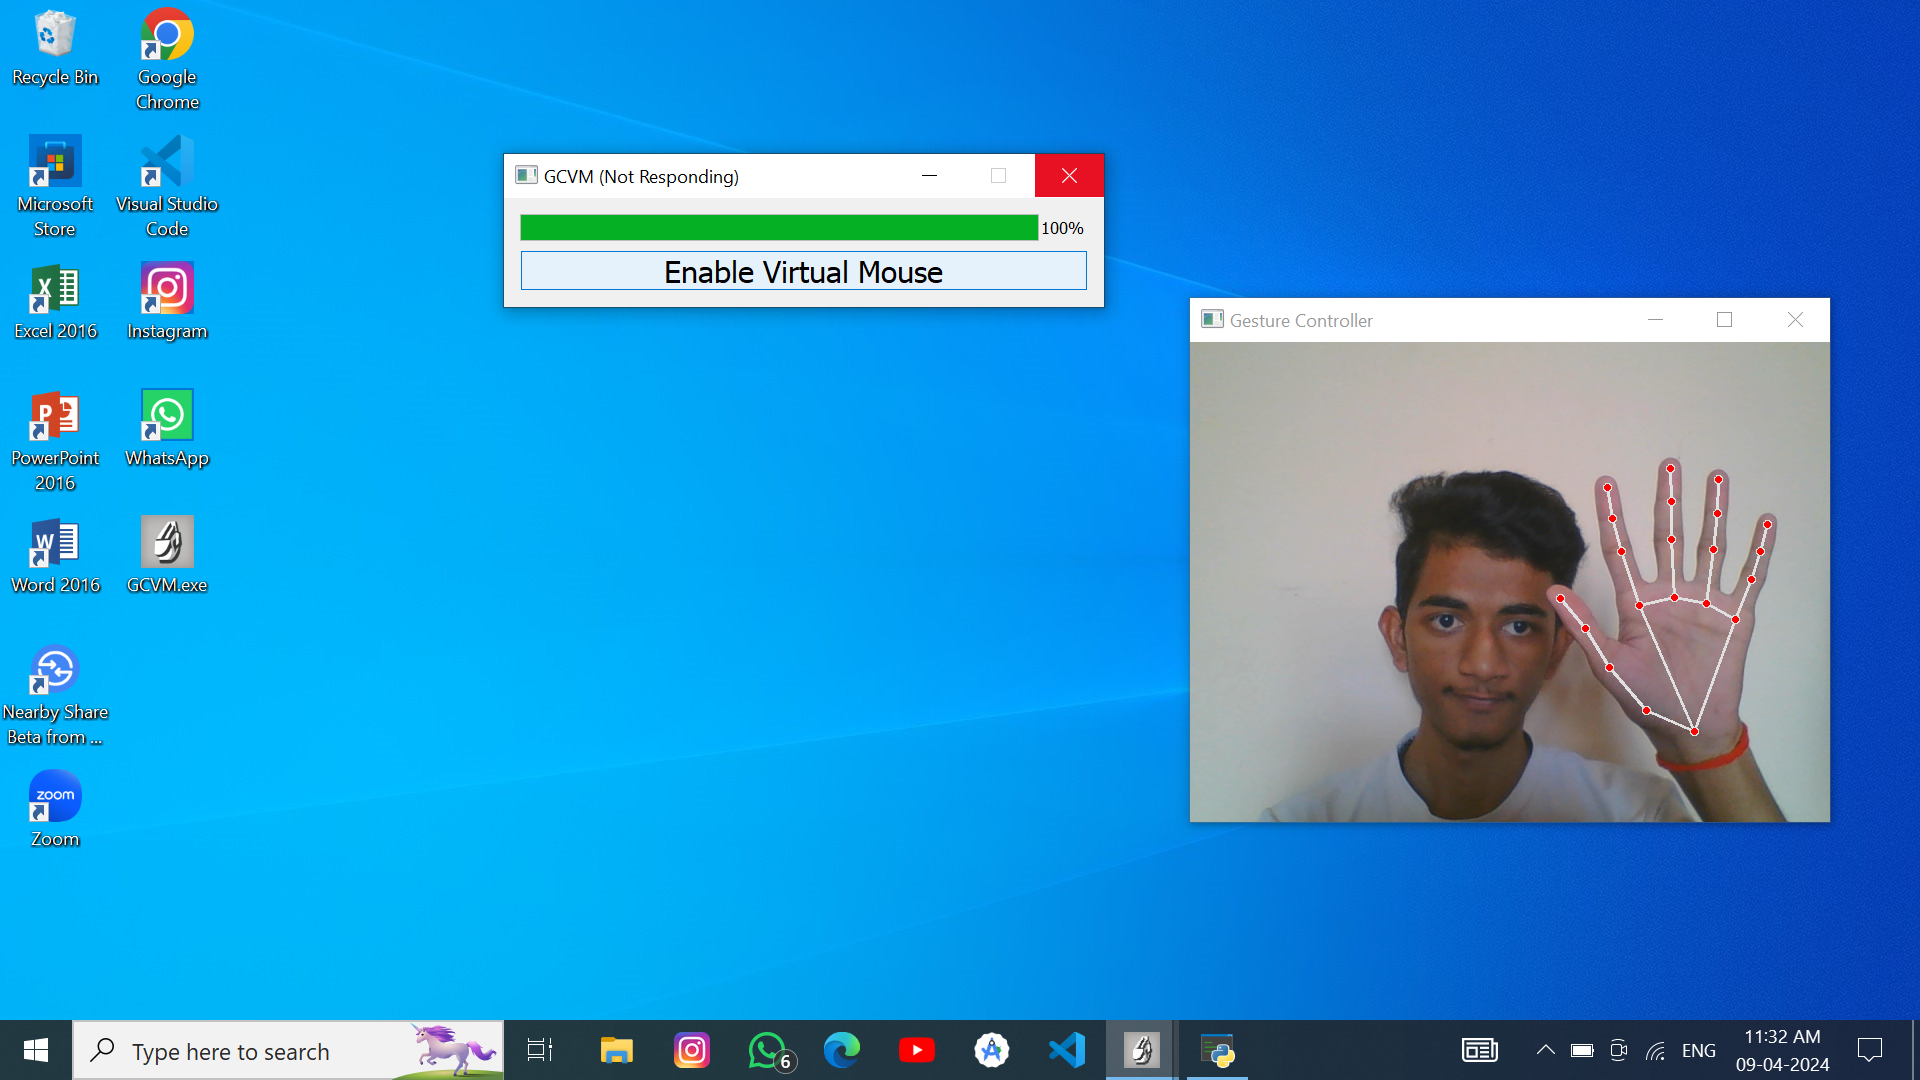 Recycle Bin
Google
Chrome
Microsoft
Store
Visual Studio
Code
Excel 2016
Instagram
PowerPoint
2016
WhatsApp
Word 2016
GCVM.exe
Nearby Share
Beta from ...
zoom
Zoom
GCVM (Not Responding)
100%
Enable Virtual Mouse
Gesture Controller
Type here to search
6
ENG
11:32 AM
09-04-2024